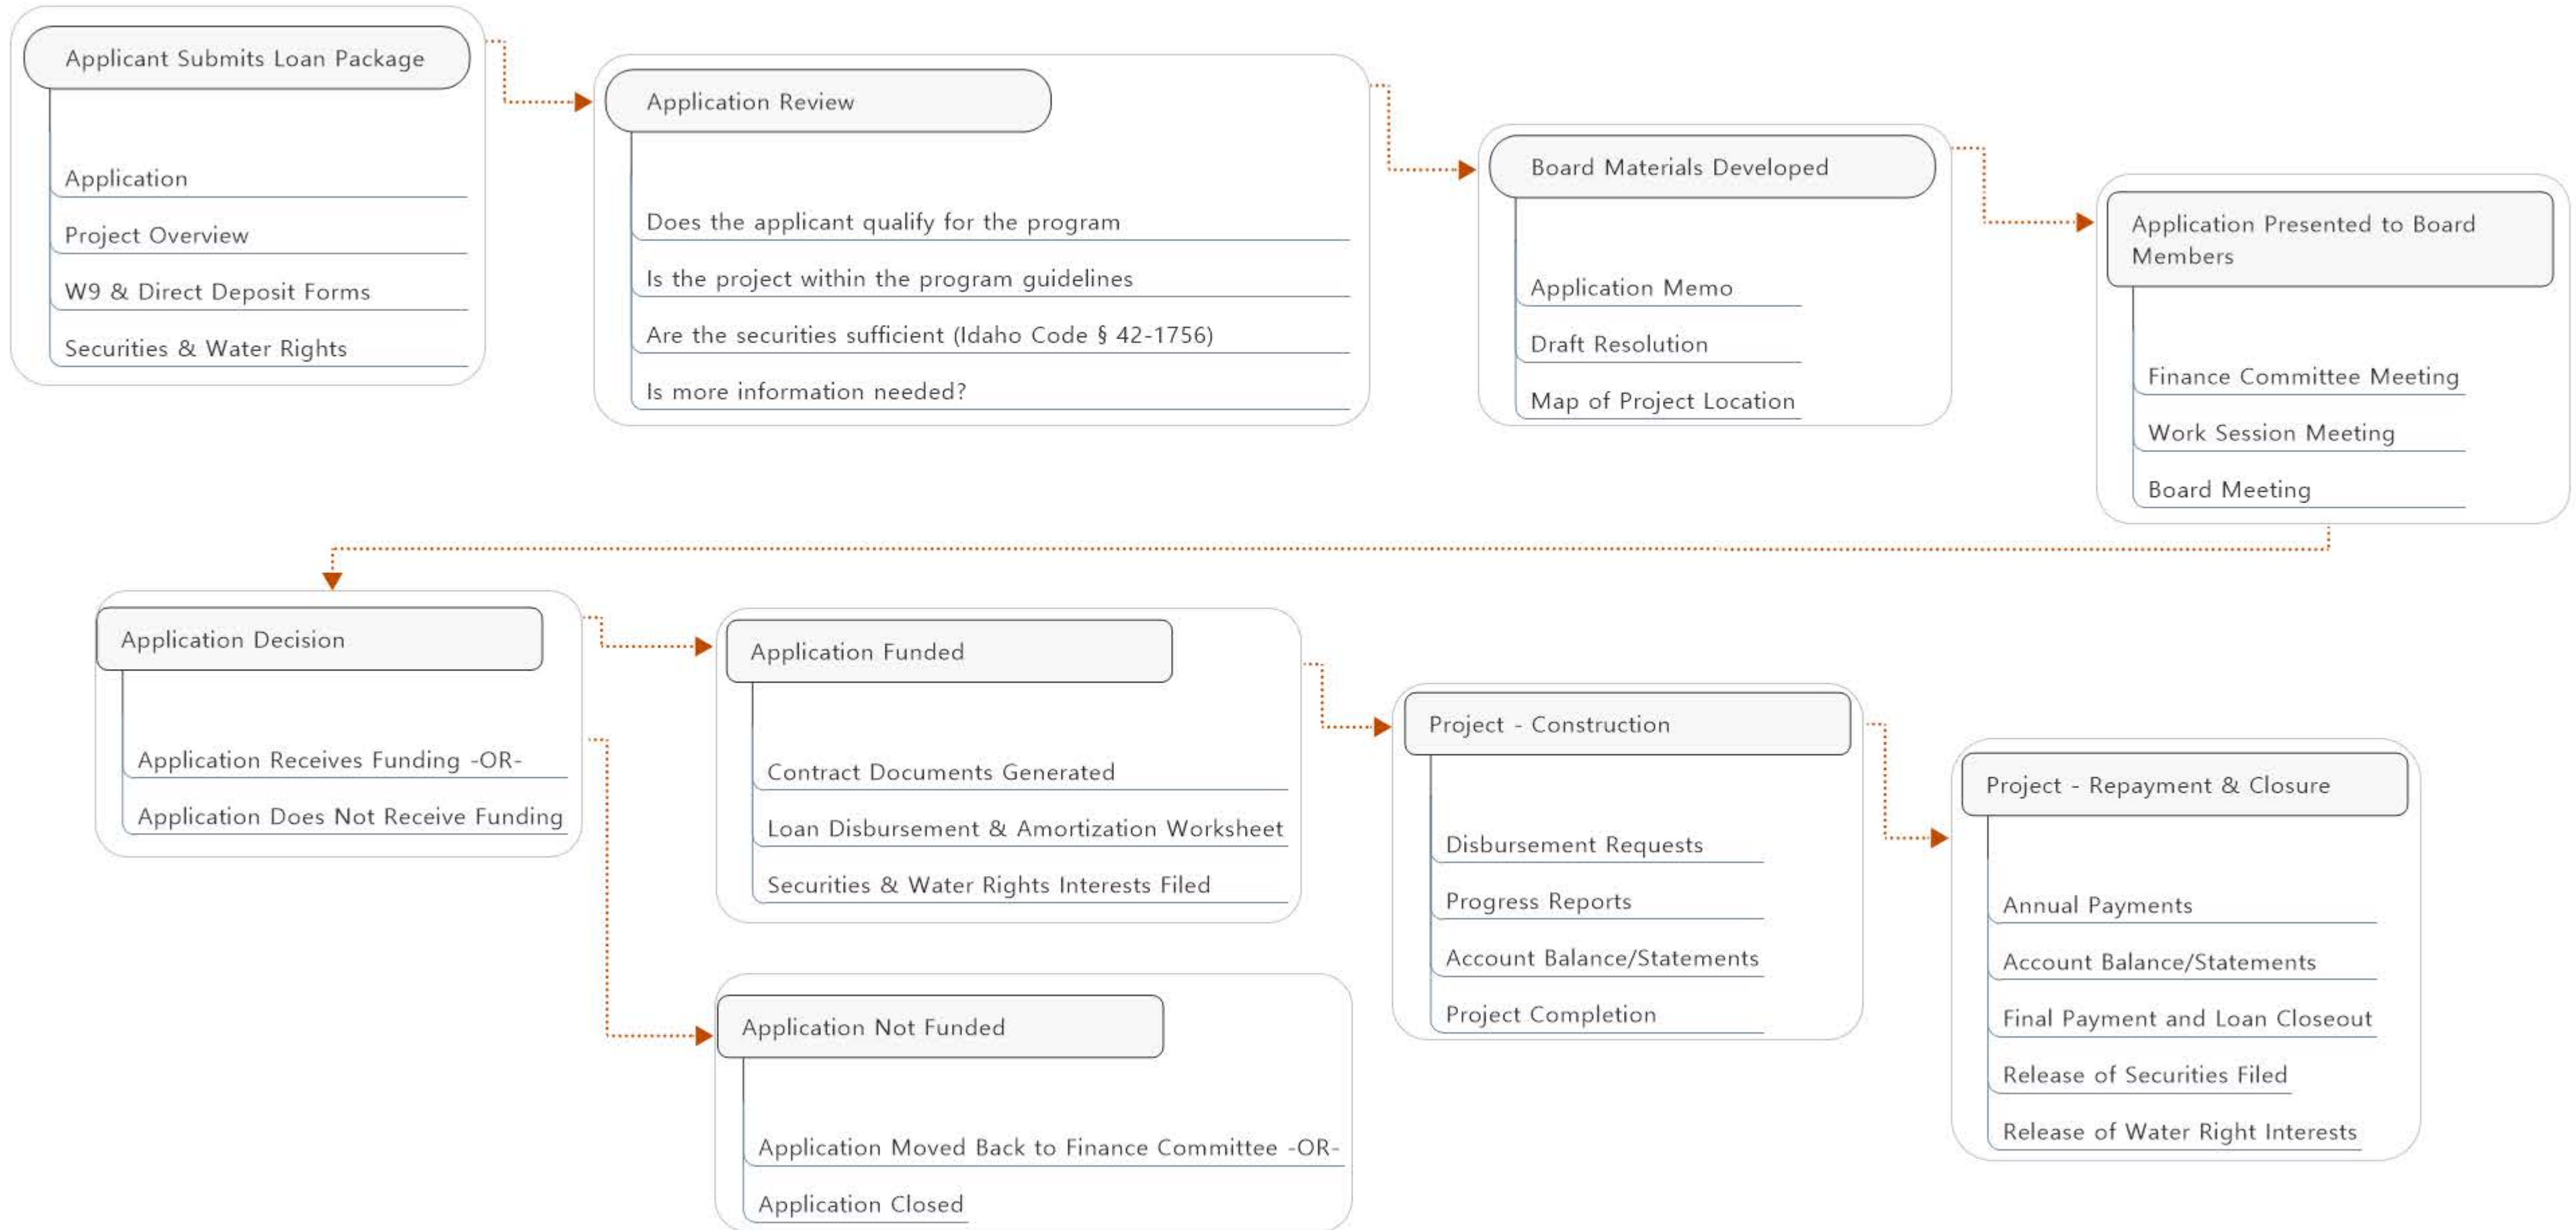 Applicant Submits Loan Package
Application
Project Overview
W9 & Direct Deposit Forms
Securities & Water Rights
Application Review
Does the applicant qualify for the program
Is the project within the program guidelines
Are the securities sufficient (Idaho Code § 42-1756)
Is more information needed?
Board Materials Developed
Application Memo
Draft Resolution
Map of Project Location
Application Presented to Board
Members
Finance Committee Meeting
Work Session Meeting
Board Meeting
Application Decision
Application Receives Funding -OR-
Application Does Not Receive Funding
Application Funded
Contract Documents Generated
Loan Disbursement & Amortization Worksheet
Securities & Water Rights Interests Filed
Application Not Funded
Application Moved Back to Finance Committee -OR-
Application Closed
Project - Construction
Disbursement Requests
Progress Reports
Account Balance/Statements
Project Completion
Project - Repayment & Closure
Annual Payments
Account Balance/Statements
Final Payment and Loan Closeout
Release of Securities Filed
Release of Water Right Interests